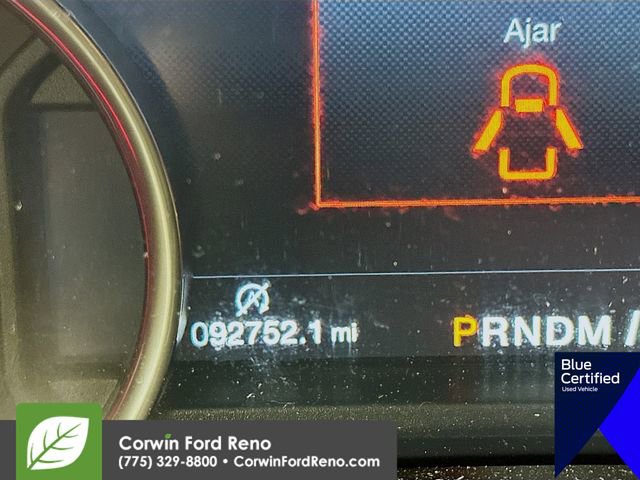 Ajar
092752.1 mi
PRNDM /
Blue
Certified
Used Vehicle
Corwin Ford Reno
(775) 329-8800 • CorwinFordReno.com